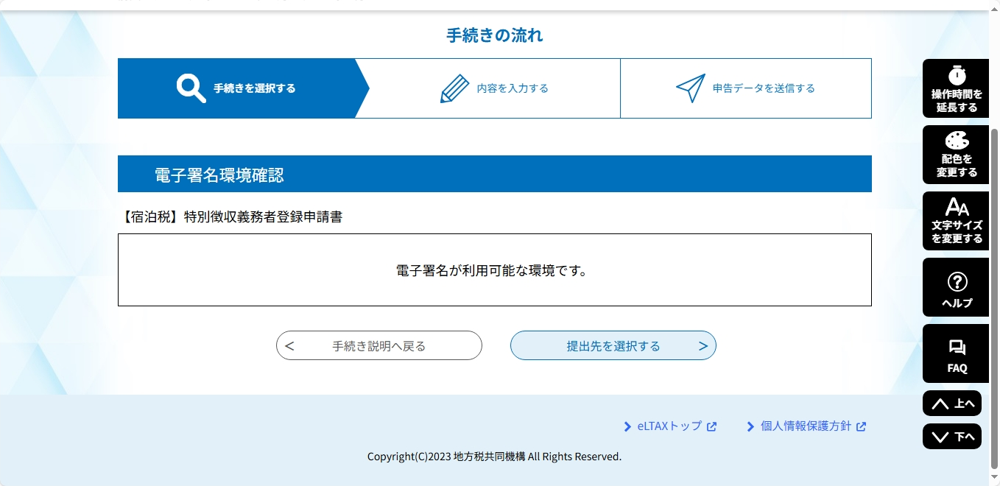 手続きの流れ
手続きを選択する
内容を入力する
申告データを送信する
電子署名環境確認
【宿泊税】特別徴収義務者登録申請書
電子署名が利用可能な環境です。
< 手続き説明へ戻る
提出先を選択する >
eLTAXトップ
個人情報保護方針
Copyright(C)2023 地方税共同機構 All Rights Reserved.
操作時間を
延長する
配色を
変更する
文字サイズ
を変更する
ヘルプ
FAQ
上へ
下へ